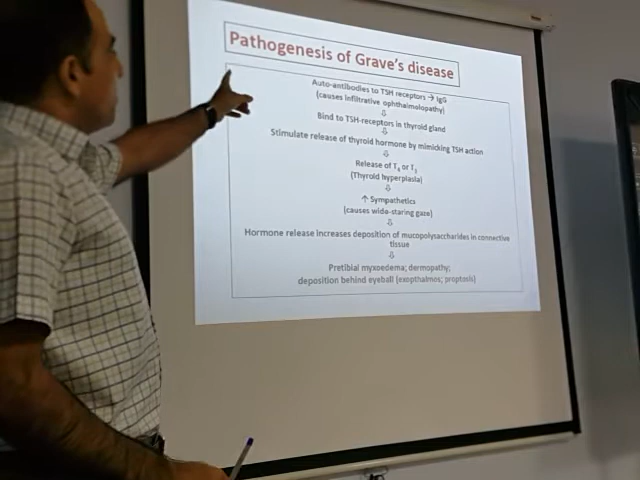 Pathogenesis of Grave's disease
Auto-antibodies to TSH receptors → IgG
(causes infiltrative ophthalmolopathy)
Bind to TSH-receptors in thyroid gland
Stimulate release of thyroid hormone by mimicking TSH action
Release of T4 or T3
(Thyroid hyperplasia)
↑ Sympathetics
(causes wide-staring gaze)
Hormone release increases deposition of mucopolysaccharides in connective
tissue
Pretibial myxoedema; dermopathy;
deposition behind eyeball (exopthalmos; proptosis)